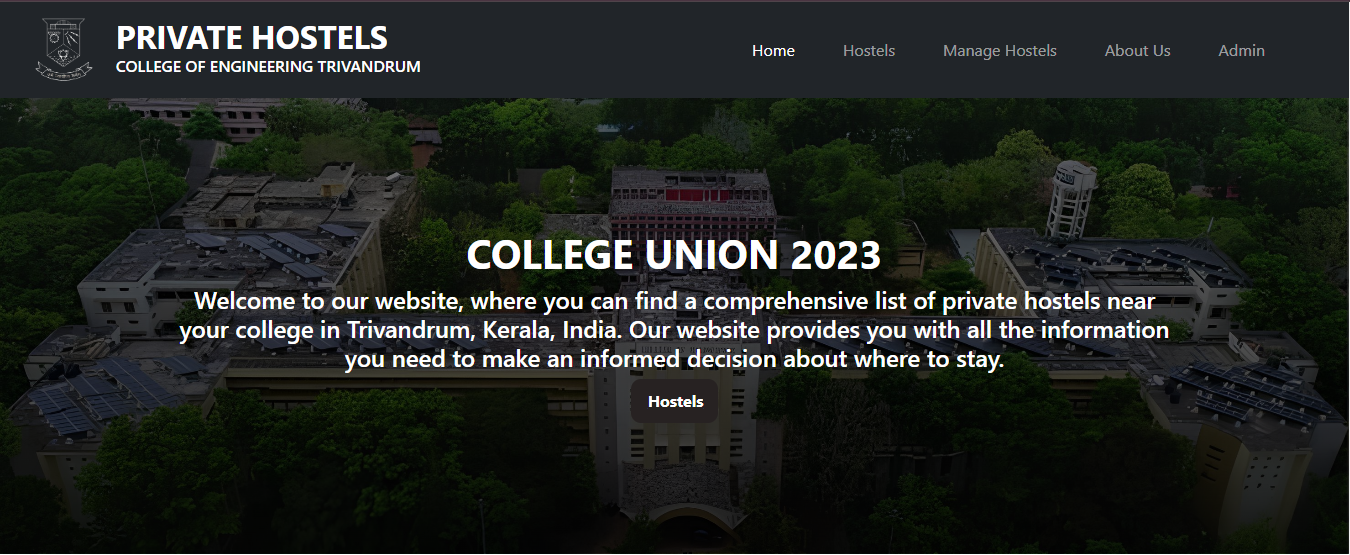 PRIVATE HOSTELS
COLLEGE OF ENGINEERING TRIVANDRUM
Home Hostels Manage Hostels About Us Admin
COLLEGE UNION 2023
Welcome to our website, where you can find a comprehensive list of private hostels near
your college in Trivandrum, Kerala, India. Our website provides you with all the information
you need to make an informed decision about where to stay.
Hostels